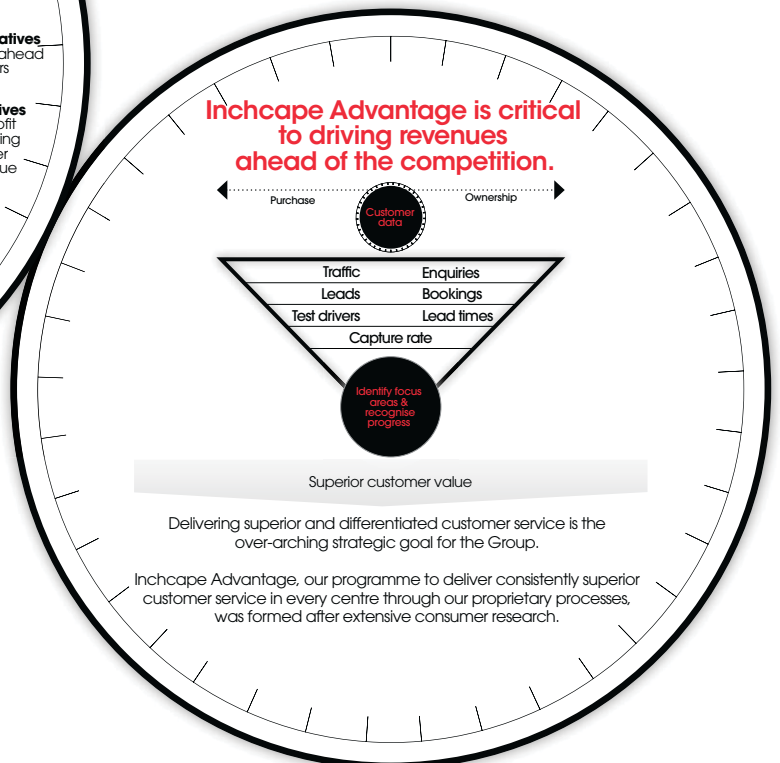 atives
ahead
rs
ives
ofit
ing
er
ue
Inchcape Advantage is critical
to driving revenues
ahead of the competition.
Purchase
Ownership
Customer
data
Traffic Enquiries
Leads Bookings
Test drivers Lead times
Capture rate
Identify focus
areas &
recognise
progress
Superior customer value
Delivering superior and differentiated customer service is the
over-arching strategic goal for the Group.
Inchcape Advantage, our programme to deliver consistently superior
customer service in every centre through our proprietary processes,
was formed after extensive consumer research.